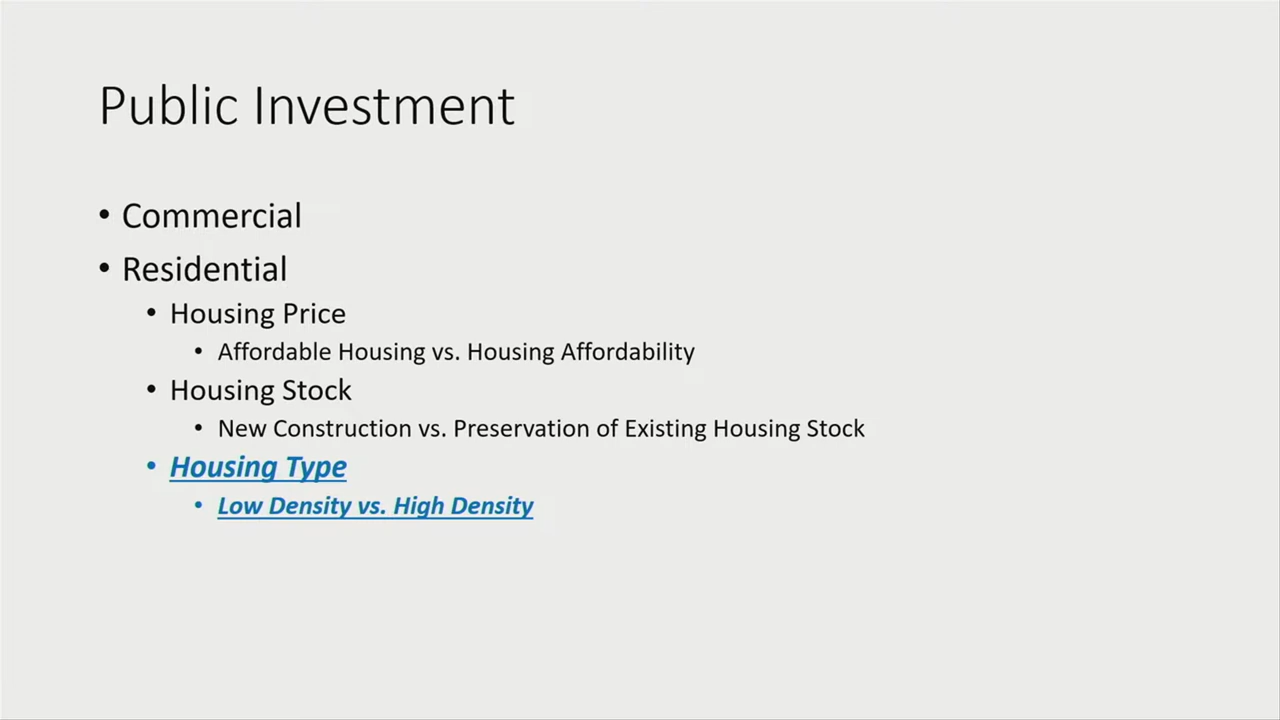 Public Investment
• Commercial
• Residential
• Housing Price
• Affordable Housing vs. Housing Affordability
• Housing Stock
• New Construction vs. Preservation of Existing Housing Stock
• Housing Type
• Low Density vs. High Density